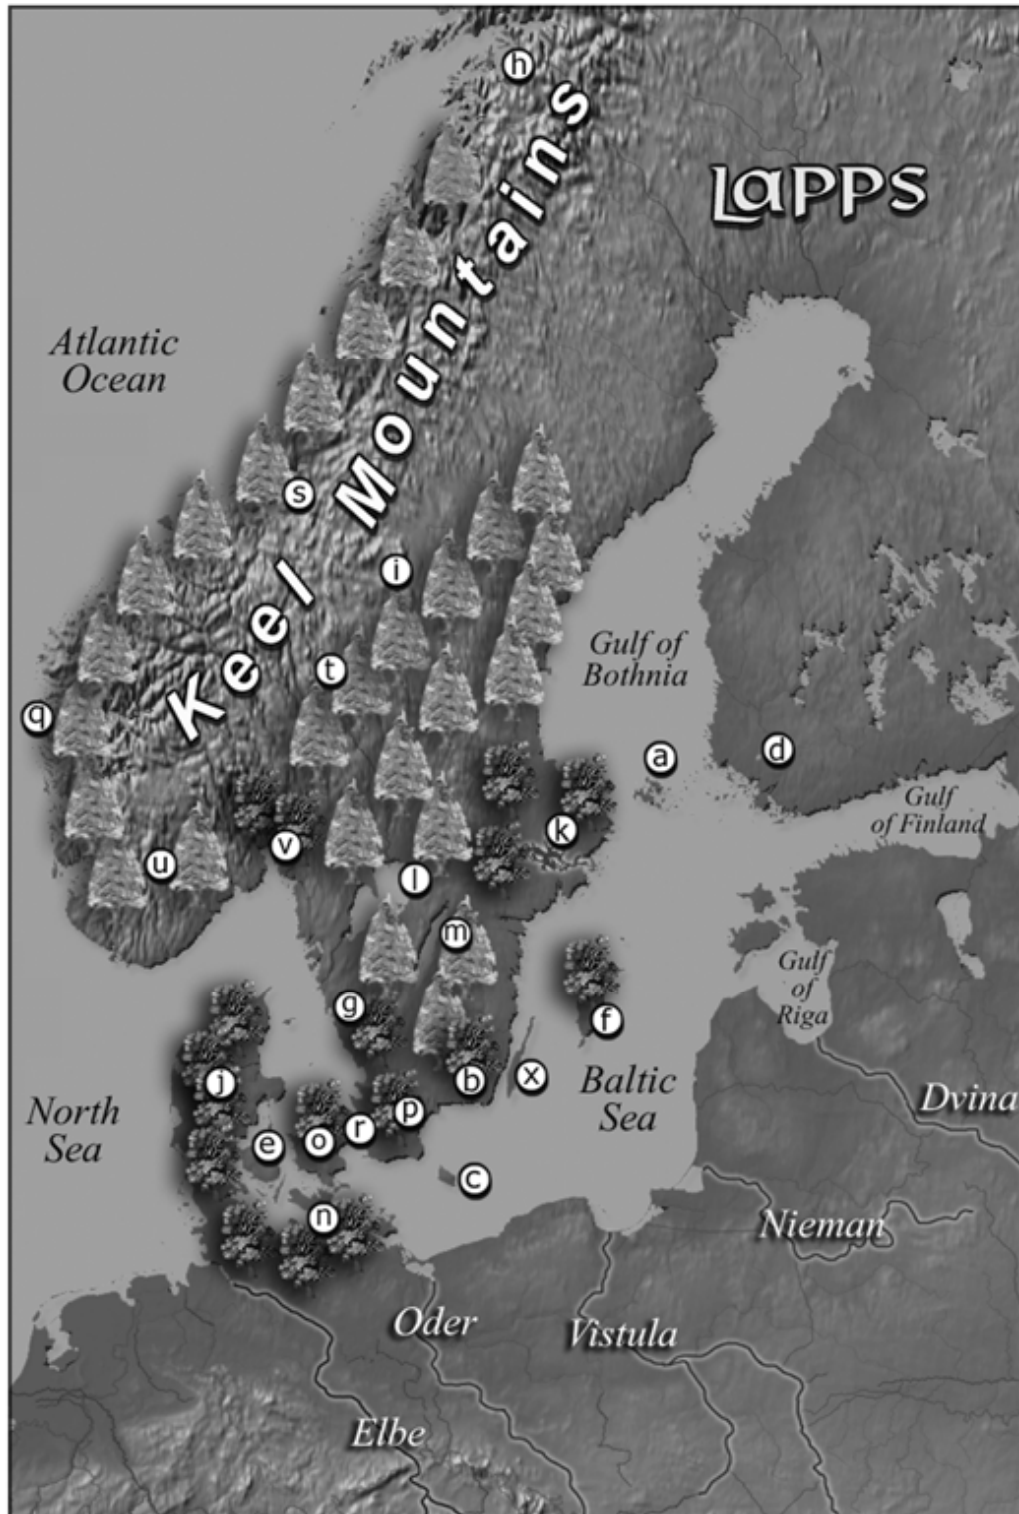 h
Keel Mountains
Lapps
Atlantic
Ocean
s
i
Gulf of
Bothnia
t
q
a
d
Gulf
of Finland
k
v
u
l
m
Gulf
of
Riga
g
f
j
b
x
Baltic
Sea
North
Sea
Dvina
p
r
o
e
c
n
Nieman
Oder
Vistula
Elbe